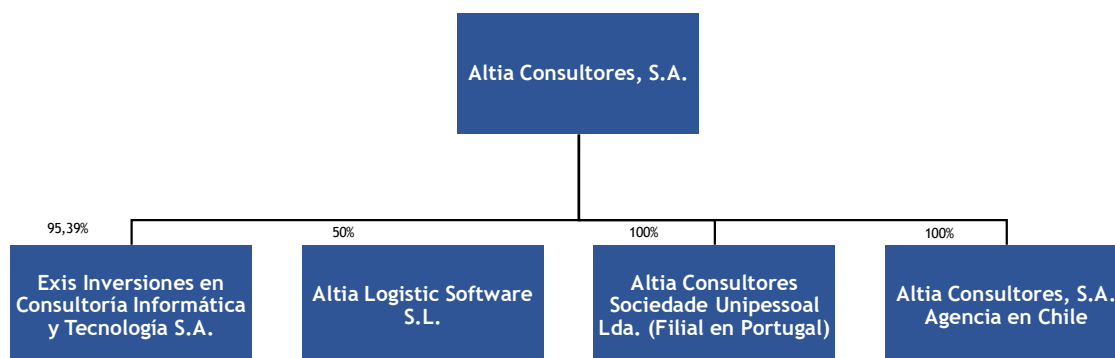 Altia Consultores, S.A.
95,39%
50%
100%
100%
Exis Inversiones en
Consultoría Informática
y Tecnología S.A.
Altia Logistic Software
S.L.
Altia Consultores
Sociedade Unipessoal
Lda. (Filial en Portugal)
Altia Consultores, S.A.
Agencia en Chile